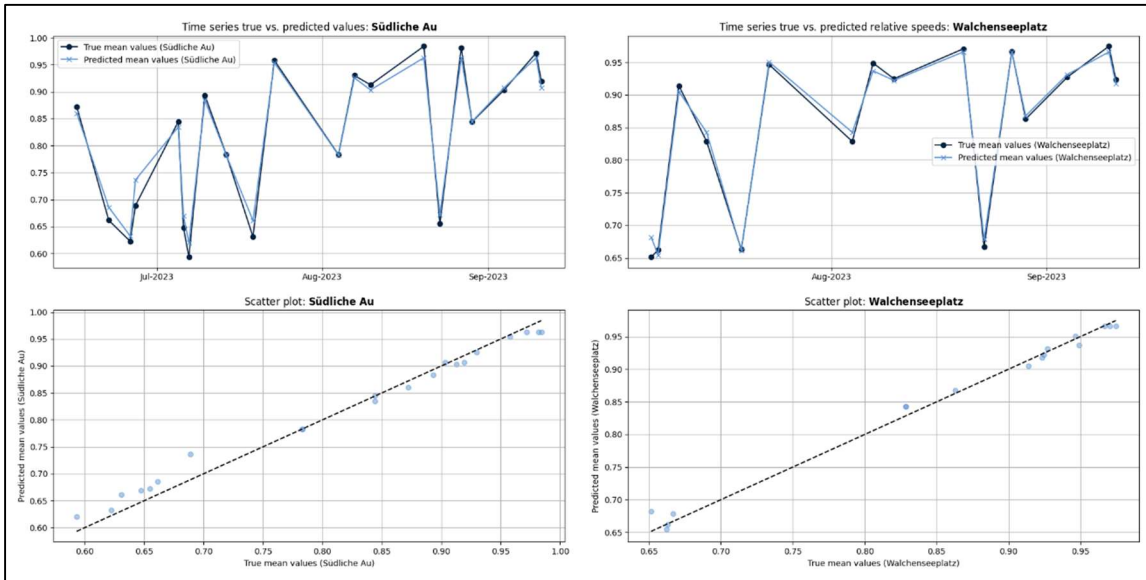 Time series true vs. predicted values: Südliche Au
True mean values (Südliche Au)
Predicted mean values (Südliche Au)
1.00
0.95
0.90
0.85
0.80
0.75
0.70
0.65
0.60
Jul-2023
Aug-2023
Sep-2023
Time series true vs. predicted relative speeds: Walchenseeplatz
True mean values (Walchenseeplatz)
Predicted mean values (Walchenseeplatz)
0.95
0.90
0.85
0.80
0.75
0.70
0.65
Aug-2023
Sep-2023
Scatter plot: Südliche Au
Predicted mean values (Südliche Au)
1.00
0.95
0.90
0.85
0.80
0.75
0.70
0.65
0.60
0.60
0.65
0.70
0.75
0.80
0.85
0.90
0.95
1.00
True mean values (Südliche Au)
Scatter plot: Walchenseeplatz
Predicted mean values (Walchenseeplatz)
0.95
0.90
0.85
0.80
0.75
0.70
0.65
0.65
0.70
0.75
0.80
0.85
0.90
0.95
True mean values (Walchenseeplatz)